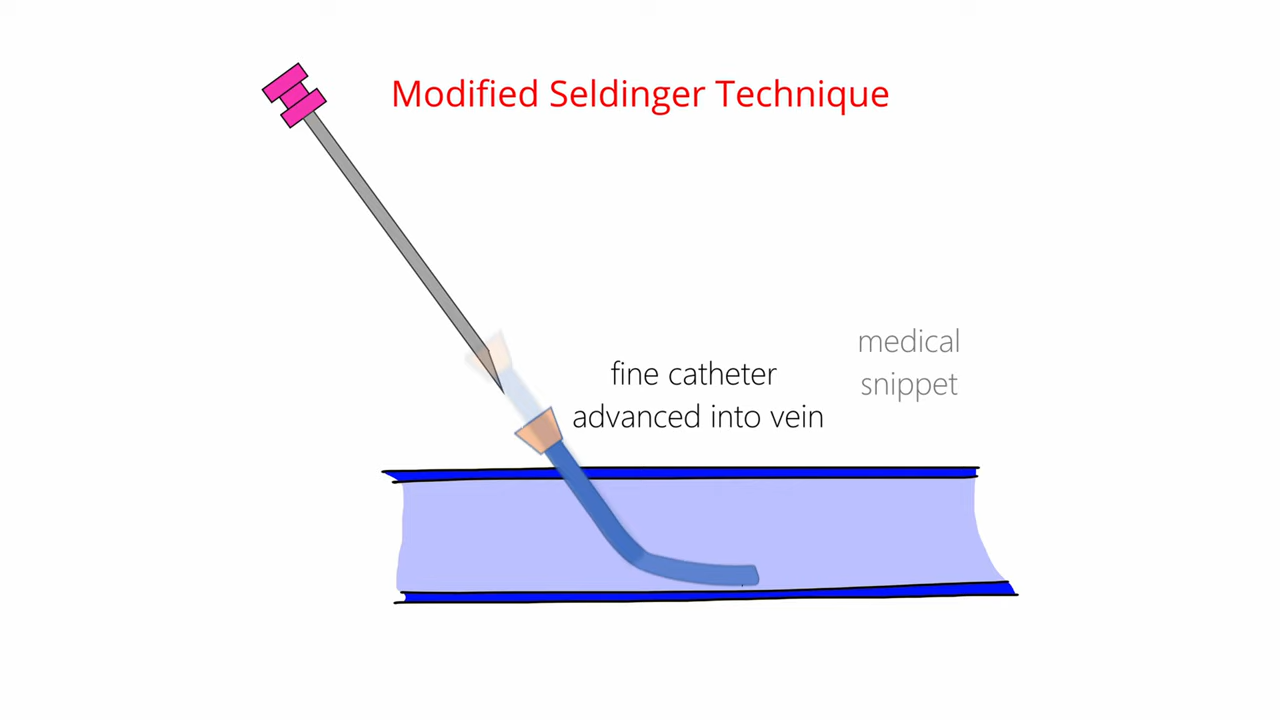 Modified Seldinger Technique
fine catheter
advanced into vein
medical
snippet